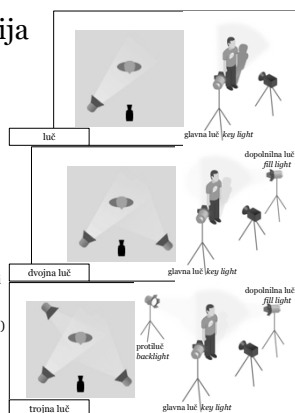 ija
luč
glavna luč key light
dopolnilna luč
fill light
dvojna luč
glavna luč key light
dopolnilna luč
fill light
)
protiluč
backlight
trojna luč
glavna luč key light